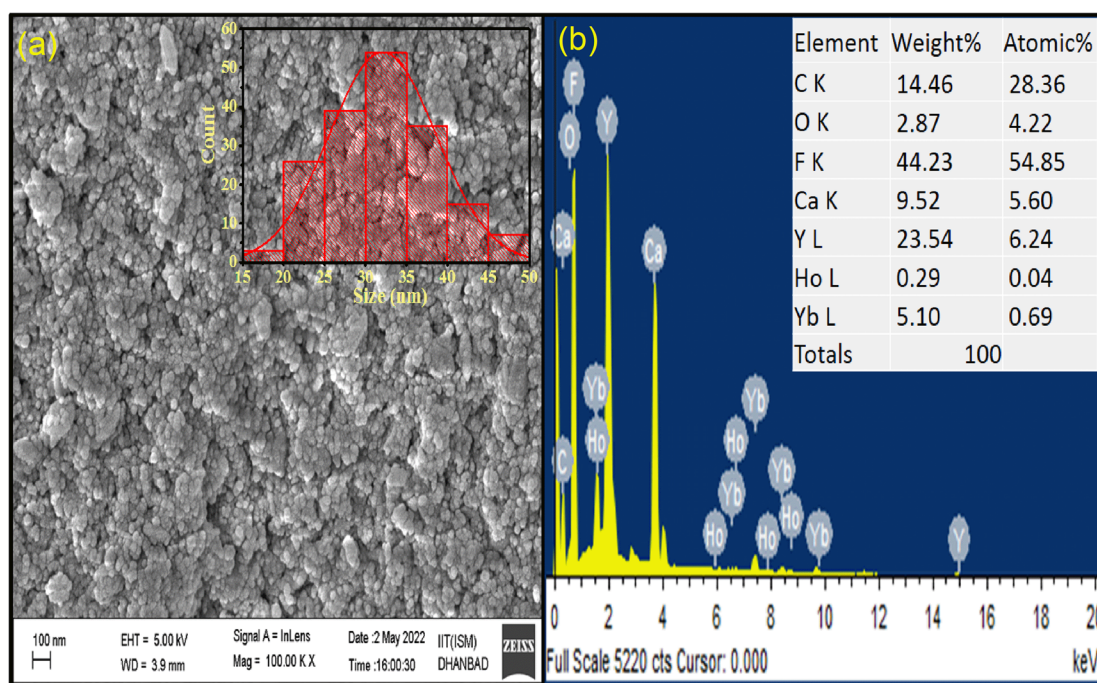 (a)
60
50
40
30
20
10
0
Count
15 20 25 30 35 40 45 50
Size (nm)
100 nm
EHT = 5.00 kV
WD = 3.9 mm
Signal A = InLens
Mag = 100.00 K X
Date :2 May 2022
Time :16:00:30
IIT(ISM)
DHANBAD
ZEISS
(b)
Element Weight% Atomic%
C K 14.46 28.36
O K 2.87 4.22
F K 44.23 54.85
Ca K 9.52 5.60
Y L 23.54 6.24
Ho L 0.29 0.04
Yb L 5.10 0.69
Totals 100
F
O
Y
Ca
Ca
Yb
Ho
C
Yb
Ho
Yb
Yb
Ho
Ho
Ho
Yb
Y
0 2 4 6 8 10 12 14 16 18 20
Full Scale 5220 cts Cursor: 0.000
keV